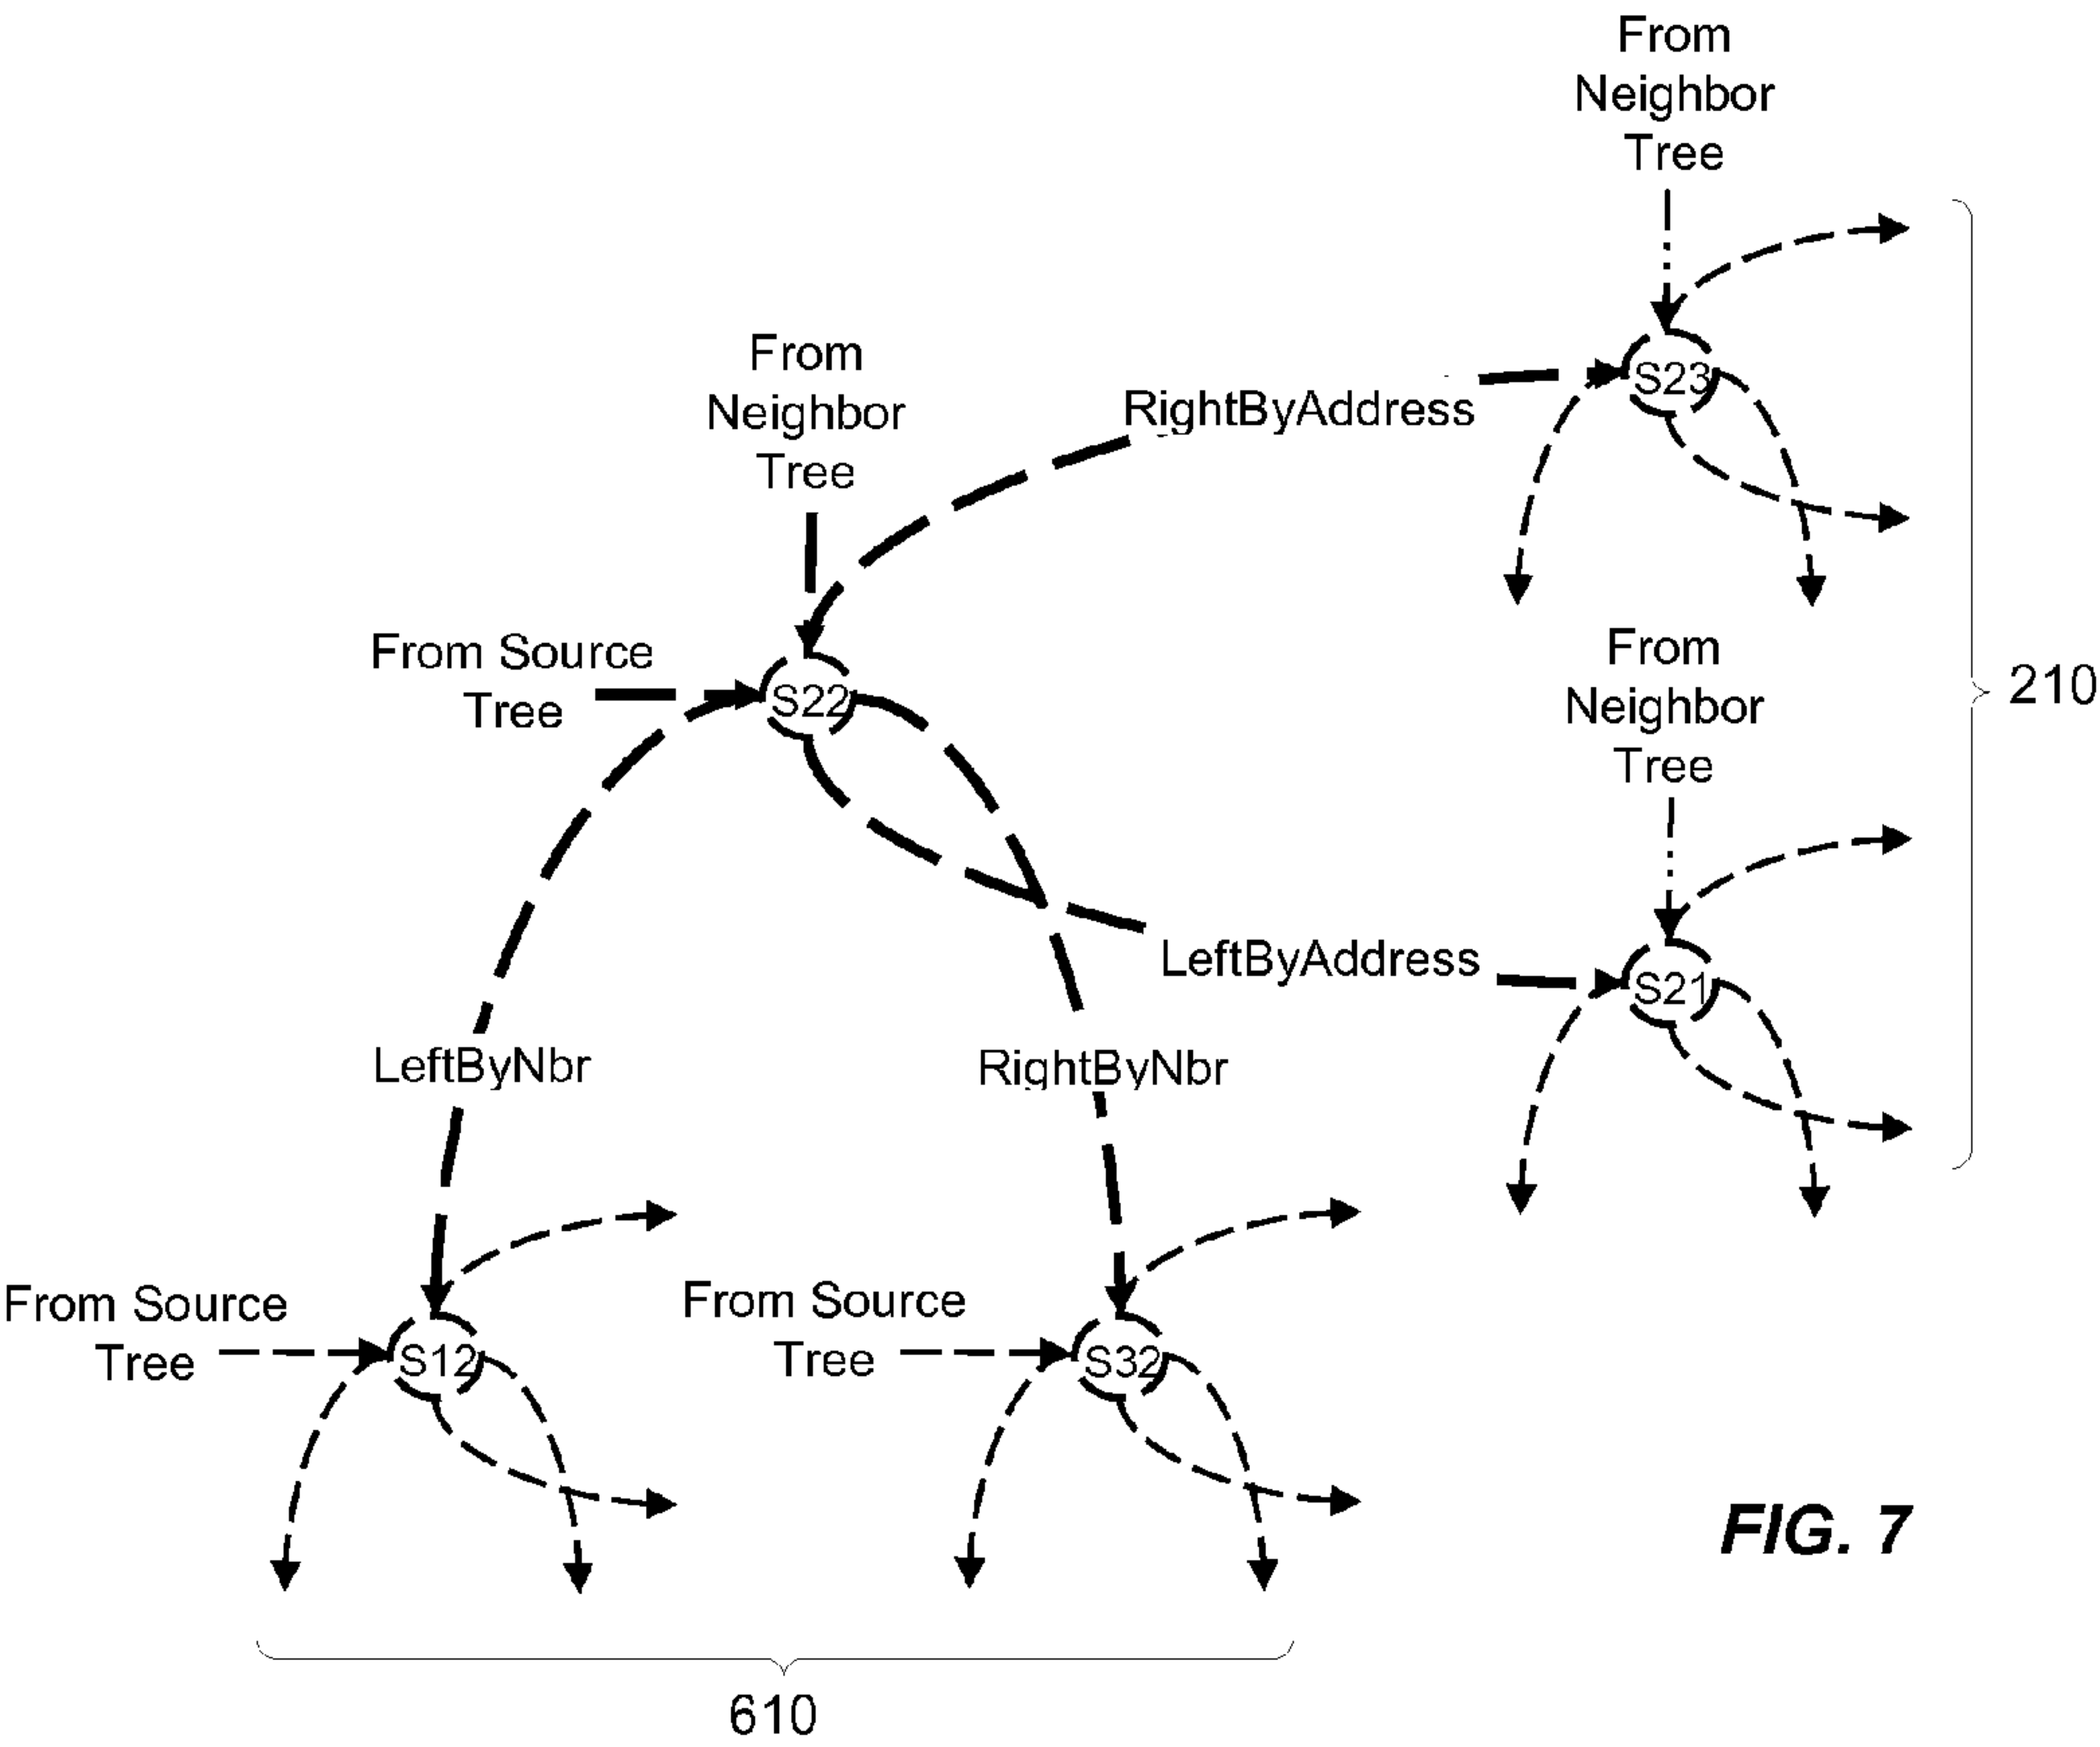 From
Neighbor
Tree
S23
From
Neighbor
Tree
RightByAddress
From Source
Tree
S22
From
Neighbor
Tree
210
LeftByAddress
S21
LeftByNbr
RightByNbr
From Source
Tree
S12
From Source
Tree
S32
FIG. 7
610